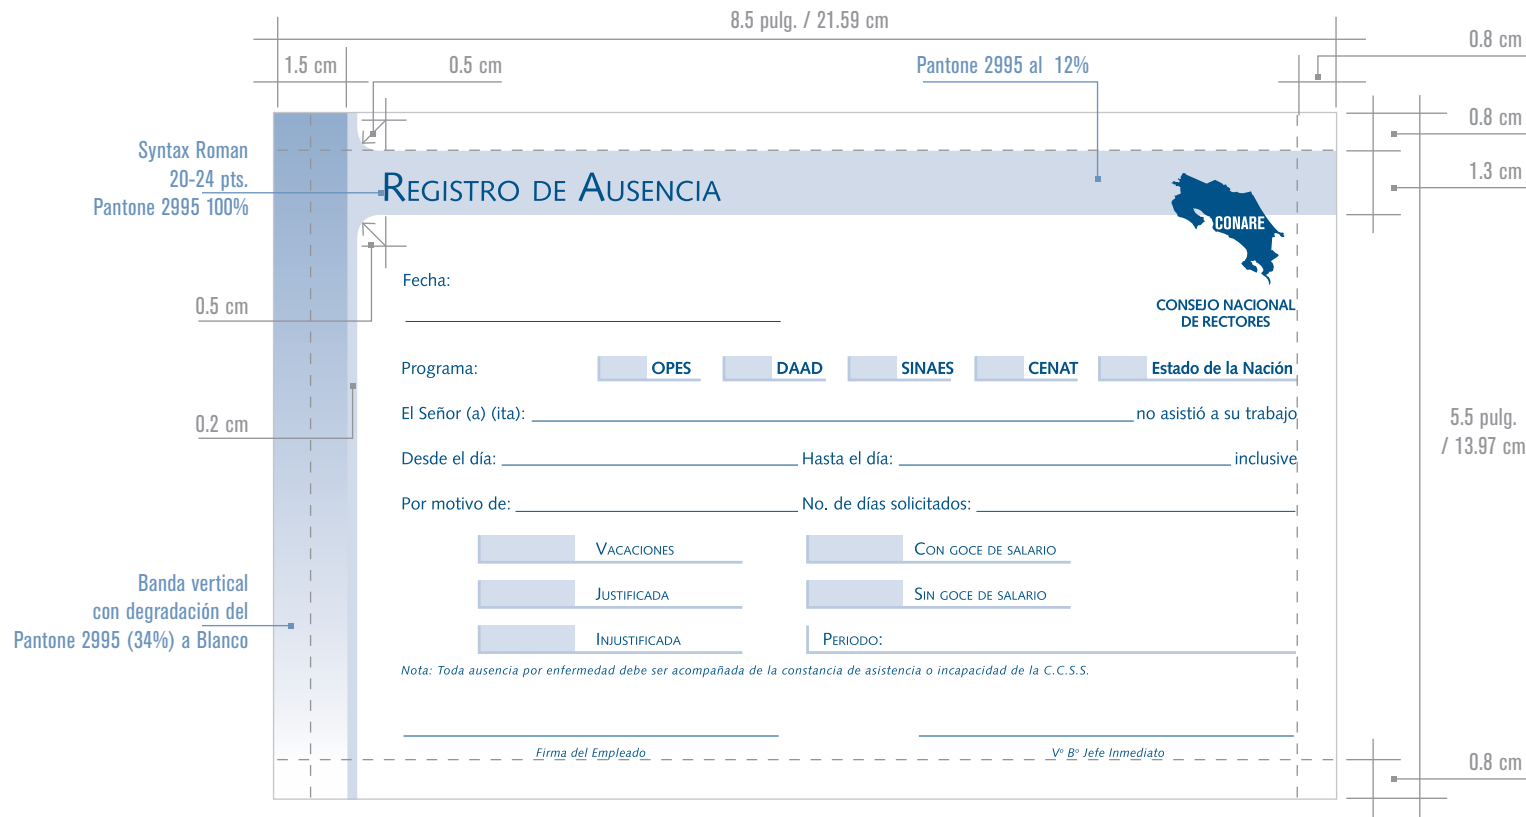 8.5 pulg. / 21.59 cm
0.8 cm
1.5 cm
0.5 cm
Pantone 2995 al 12%
0.8 cm
Syntax Roman
20-24 pts.
Pantone 2995 100%
1.3 cm
REGISTRO DE AUSENCIA
CONARE
Fecha:
0.5 cm
CONSEJO NACIONAL
DE RECTORES
Programa: OPES DAAD SINAES CENAT Estado de la Nación
El Señor (a) (ita): no asistió a su trabajo
0.2 cm
5.5 pulg.
/ 13.97 cm
Desde el día: Hasta el día: inclusive
Por motivo de: No. de días solicitados:
VACACIONES CON GOCE DE SALARIO
JUSTIFICADA SIN GOCE DE SALARIO
INJUSTIFICADA PERIODO:
Banda vertical
con degradación del
Pantone 2995 (34%) a Blanco
Nota: Toda ausencia por enfermedad debe ser acompañada de la constancia de asistencia o incapacidad de la C.C.S.S.
Firma del Empleado Vº Bº Jefe Inmediato
0.8 cm